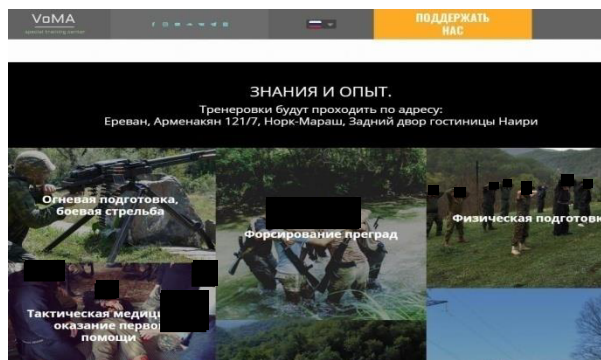 VoMA
special training center
ПОДДЕРЖАТЬ
НАС
ЗНАНИЯ И ОПЫТ.
Тренеровки будут проходить по адресу:
Ереван, Арменакян 121/7, Норк-Мараш, Задний двор гостиницы Наири
Огневая подготовка,
боевая стрельба
Форсирование преград
Физическая подготовк
Тактическая медици
оказание перво
помощи